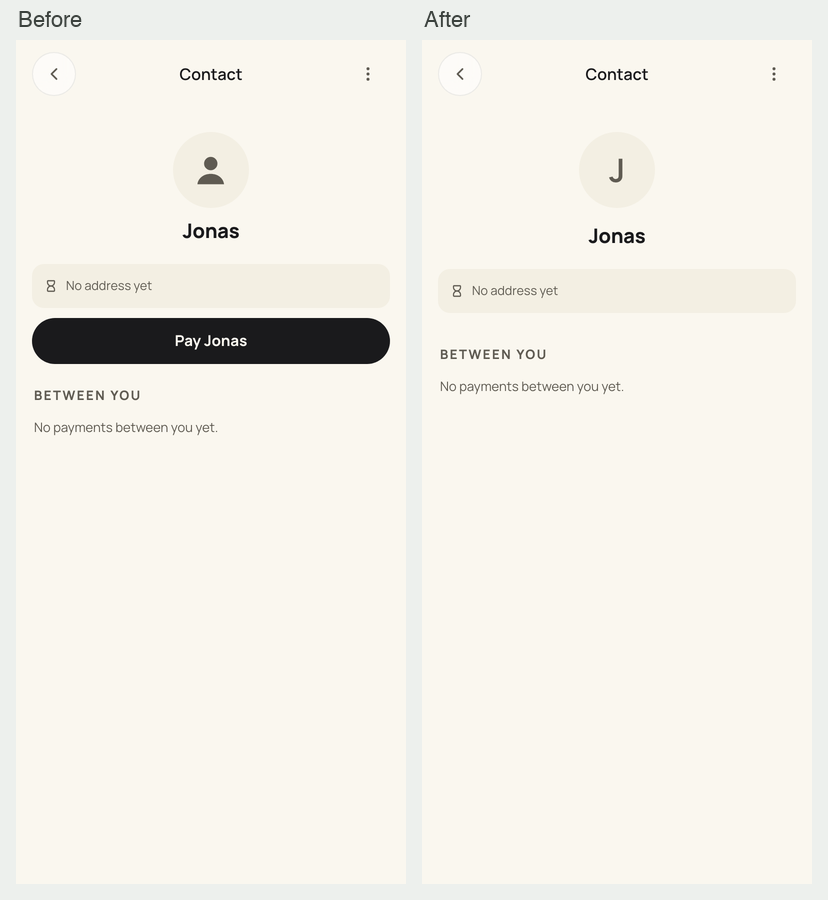 Before
Contact
Jonas
No address yet
Pay Jonas
BETWEEN YOU
No payments between you yet.
After
Contact
J
Jonas
No address yet
BETWEEN YOU
No payments between you yet.